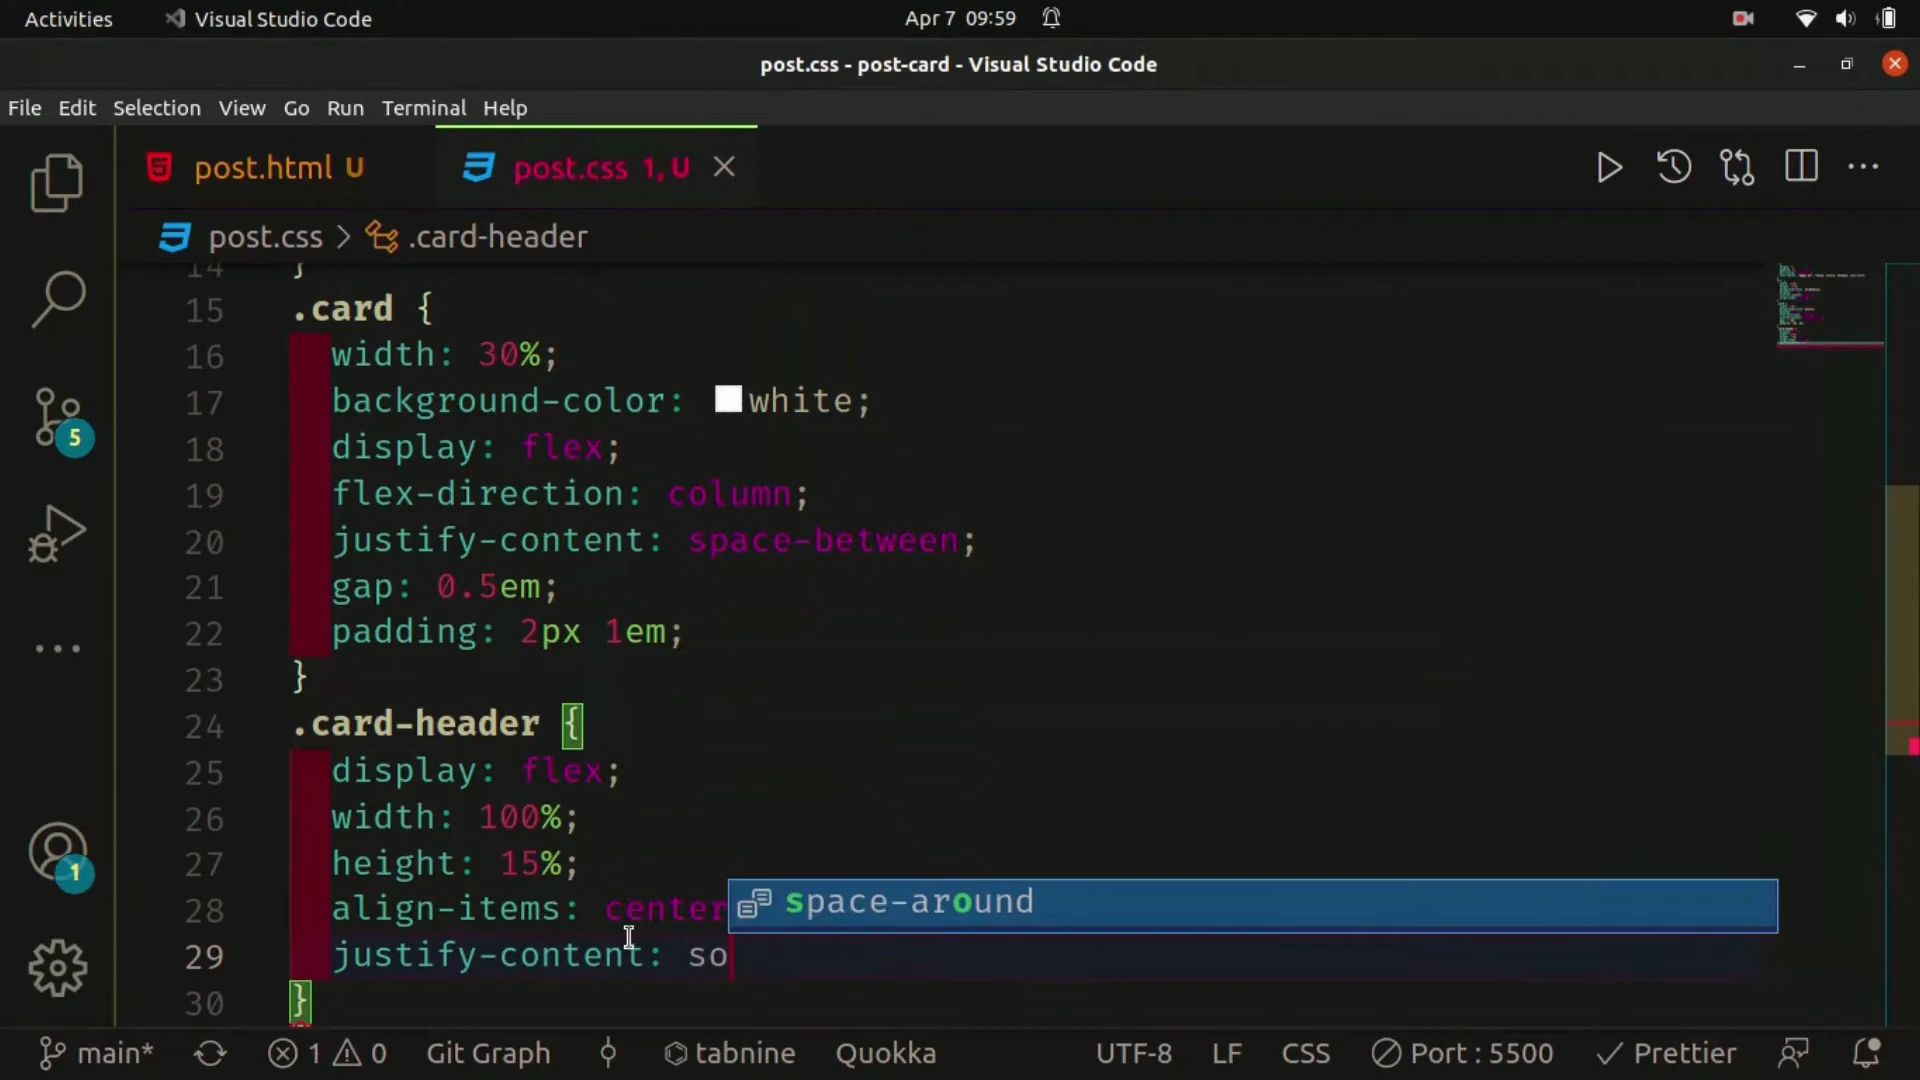 Activities Visual Studio Code Apr 7 09:59
post.css - post-card - Visual Studio Code
File Edit Selection View Go Run Terminal Help
post.html U post.css 1, U
post.css > .card-header
14 }
15 .card {
16 width: 30%;
17 background-color: white;
18 display: flex;
19 flex-direction: column;
20 justify-content: space-between;
21 gap: 0.5em;
22 padding: 2px 1em;
23 }
24 .card-header {
25 display: flex;
26 width: 100%;
27 height: 15%;
28 align-items: center space-around
29 justify-content: so
30 }
5
1
main* 1 0 Git Graph tabnine Quokka UTF-8 LF CSS Port : 5500 Prettier